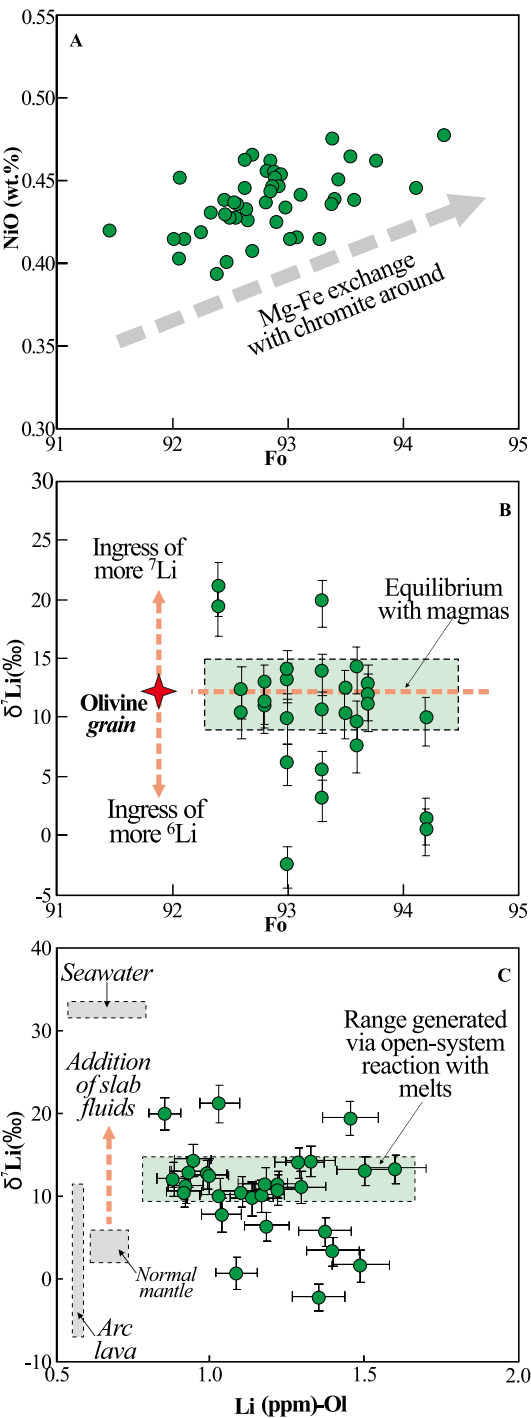 0.55
A
0.50
0.45
0.40
0.35
0.30
NiO (wt.%)
Mg-Fe exchange
with chromite around
91
92
93
94
95
Fo
30
B
25
20
15
10
5
0
-5
δ⁷Li(‰)
Ingress of
more ⁷Li
Equilibrium
with magmas
Olivine
grain
Ingress of
more ⁶Li
91
92
93
94
95
Fo
40
C
30
20
10
0
-10
δ⁷Li(‰)
Seawater
Range generated
via open-system
reaction with
melts
Addition
of slab
fluids
Normal
mantle
Arc
lava
0.5
1.0
1.5
2.0
Li (ppm)-Ol